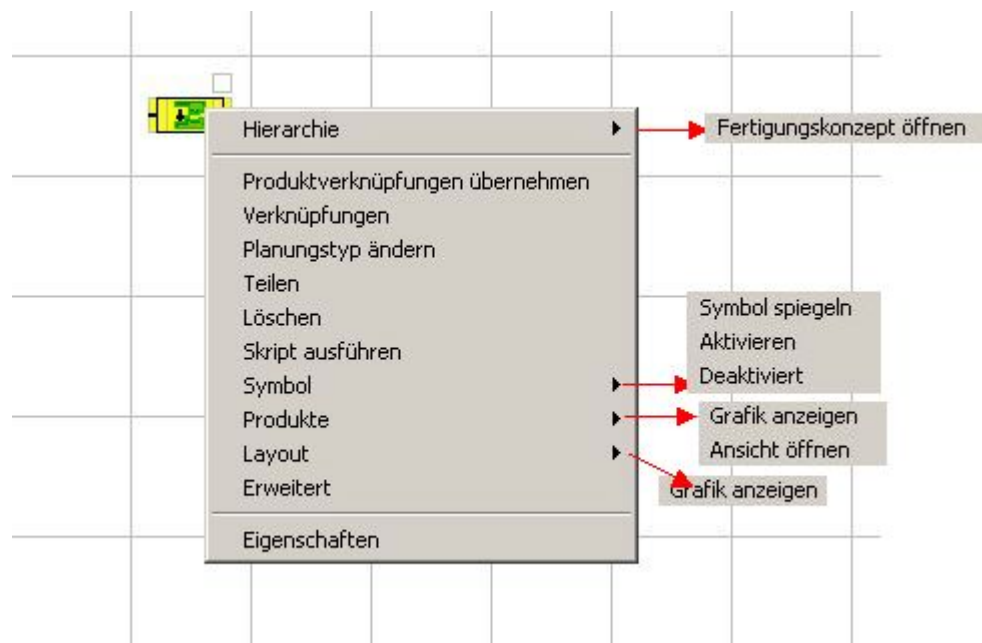 Hierarchie
Fertigungskonzept öffnen
Produktverknüpfungen übernehmen
Verknüpfungen
Planungstyp ändern
Teilen
Löschen
Skript ausführen
Symbol
Produkte
Layout
Erweitert
Eigenschaften
Symbol spiegeln
Aktivieren
Deaktiviert
Grafik anzeigen
Ansicht öffnen
Grafik anzeigen